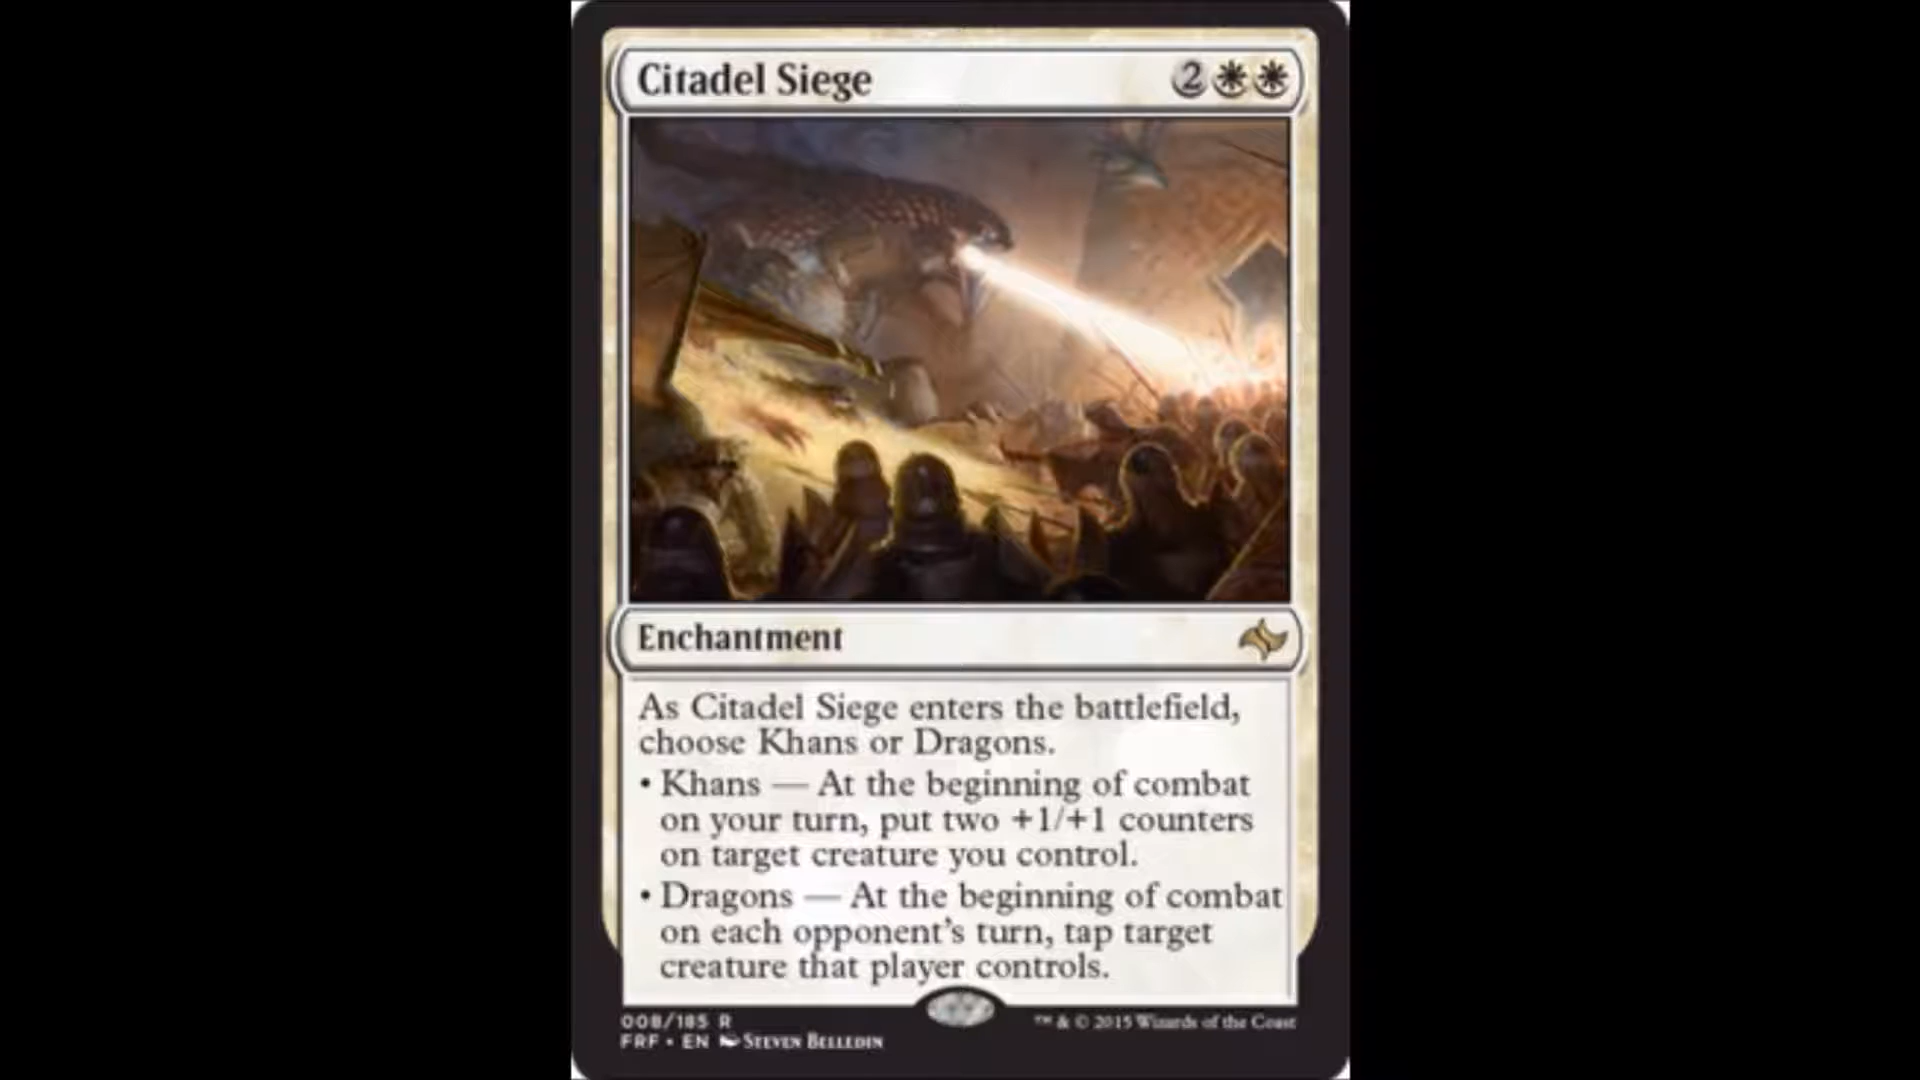 Citadel Siege 2
Enchantment
As Citadel Siege enters the battlefield,
choose Khans or Dragons.
• Khans — At the beginning of combat
on your turn, put two +1/+1 counters
on target creature you control.
• Dragons — At the beginning of combat
on each opponent's turn, tap target
creature that player controls.
008/185 R
™ & © 2015 Wizards of the Coast
FRF • EN Steven Belledin